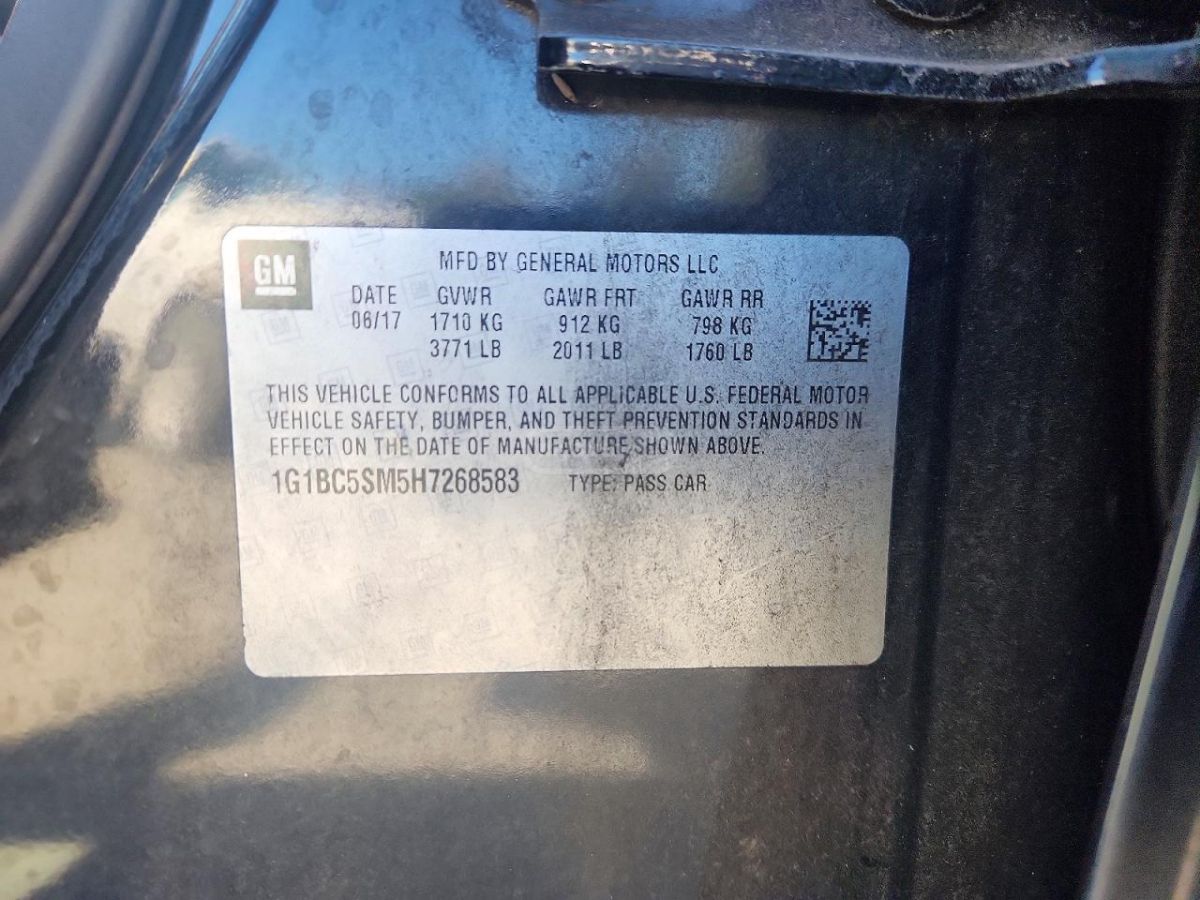 GM
MFD BY GENERAL MOTORS LLC
DATE GVWR GAWR FRT GAWR RR
06/17 1710 KG 912 KG 798 KG
3771 LB 2011 LB 1760 LB
THIS VEHICLE CONFORMS TO ALL APPLICABLE U.S. FEDERAL MOTOR
VEHICLE SAFETY, BUMPER, AND THEFT PREVENTION STANDARDS IN
EFFECT ON THE DATE OF MANUFACTURE SHOWN ABOVE.
1G1BC5SM5H7268583 TYPE: PASS CAR